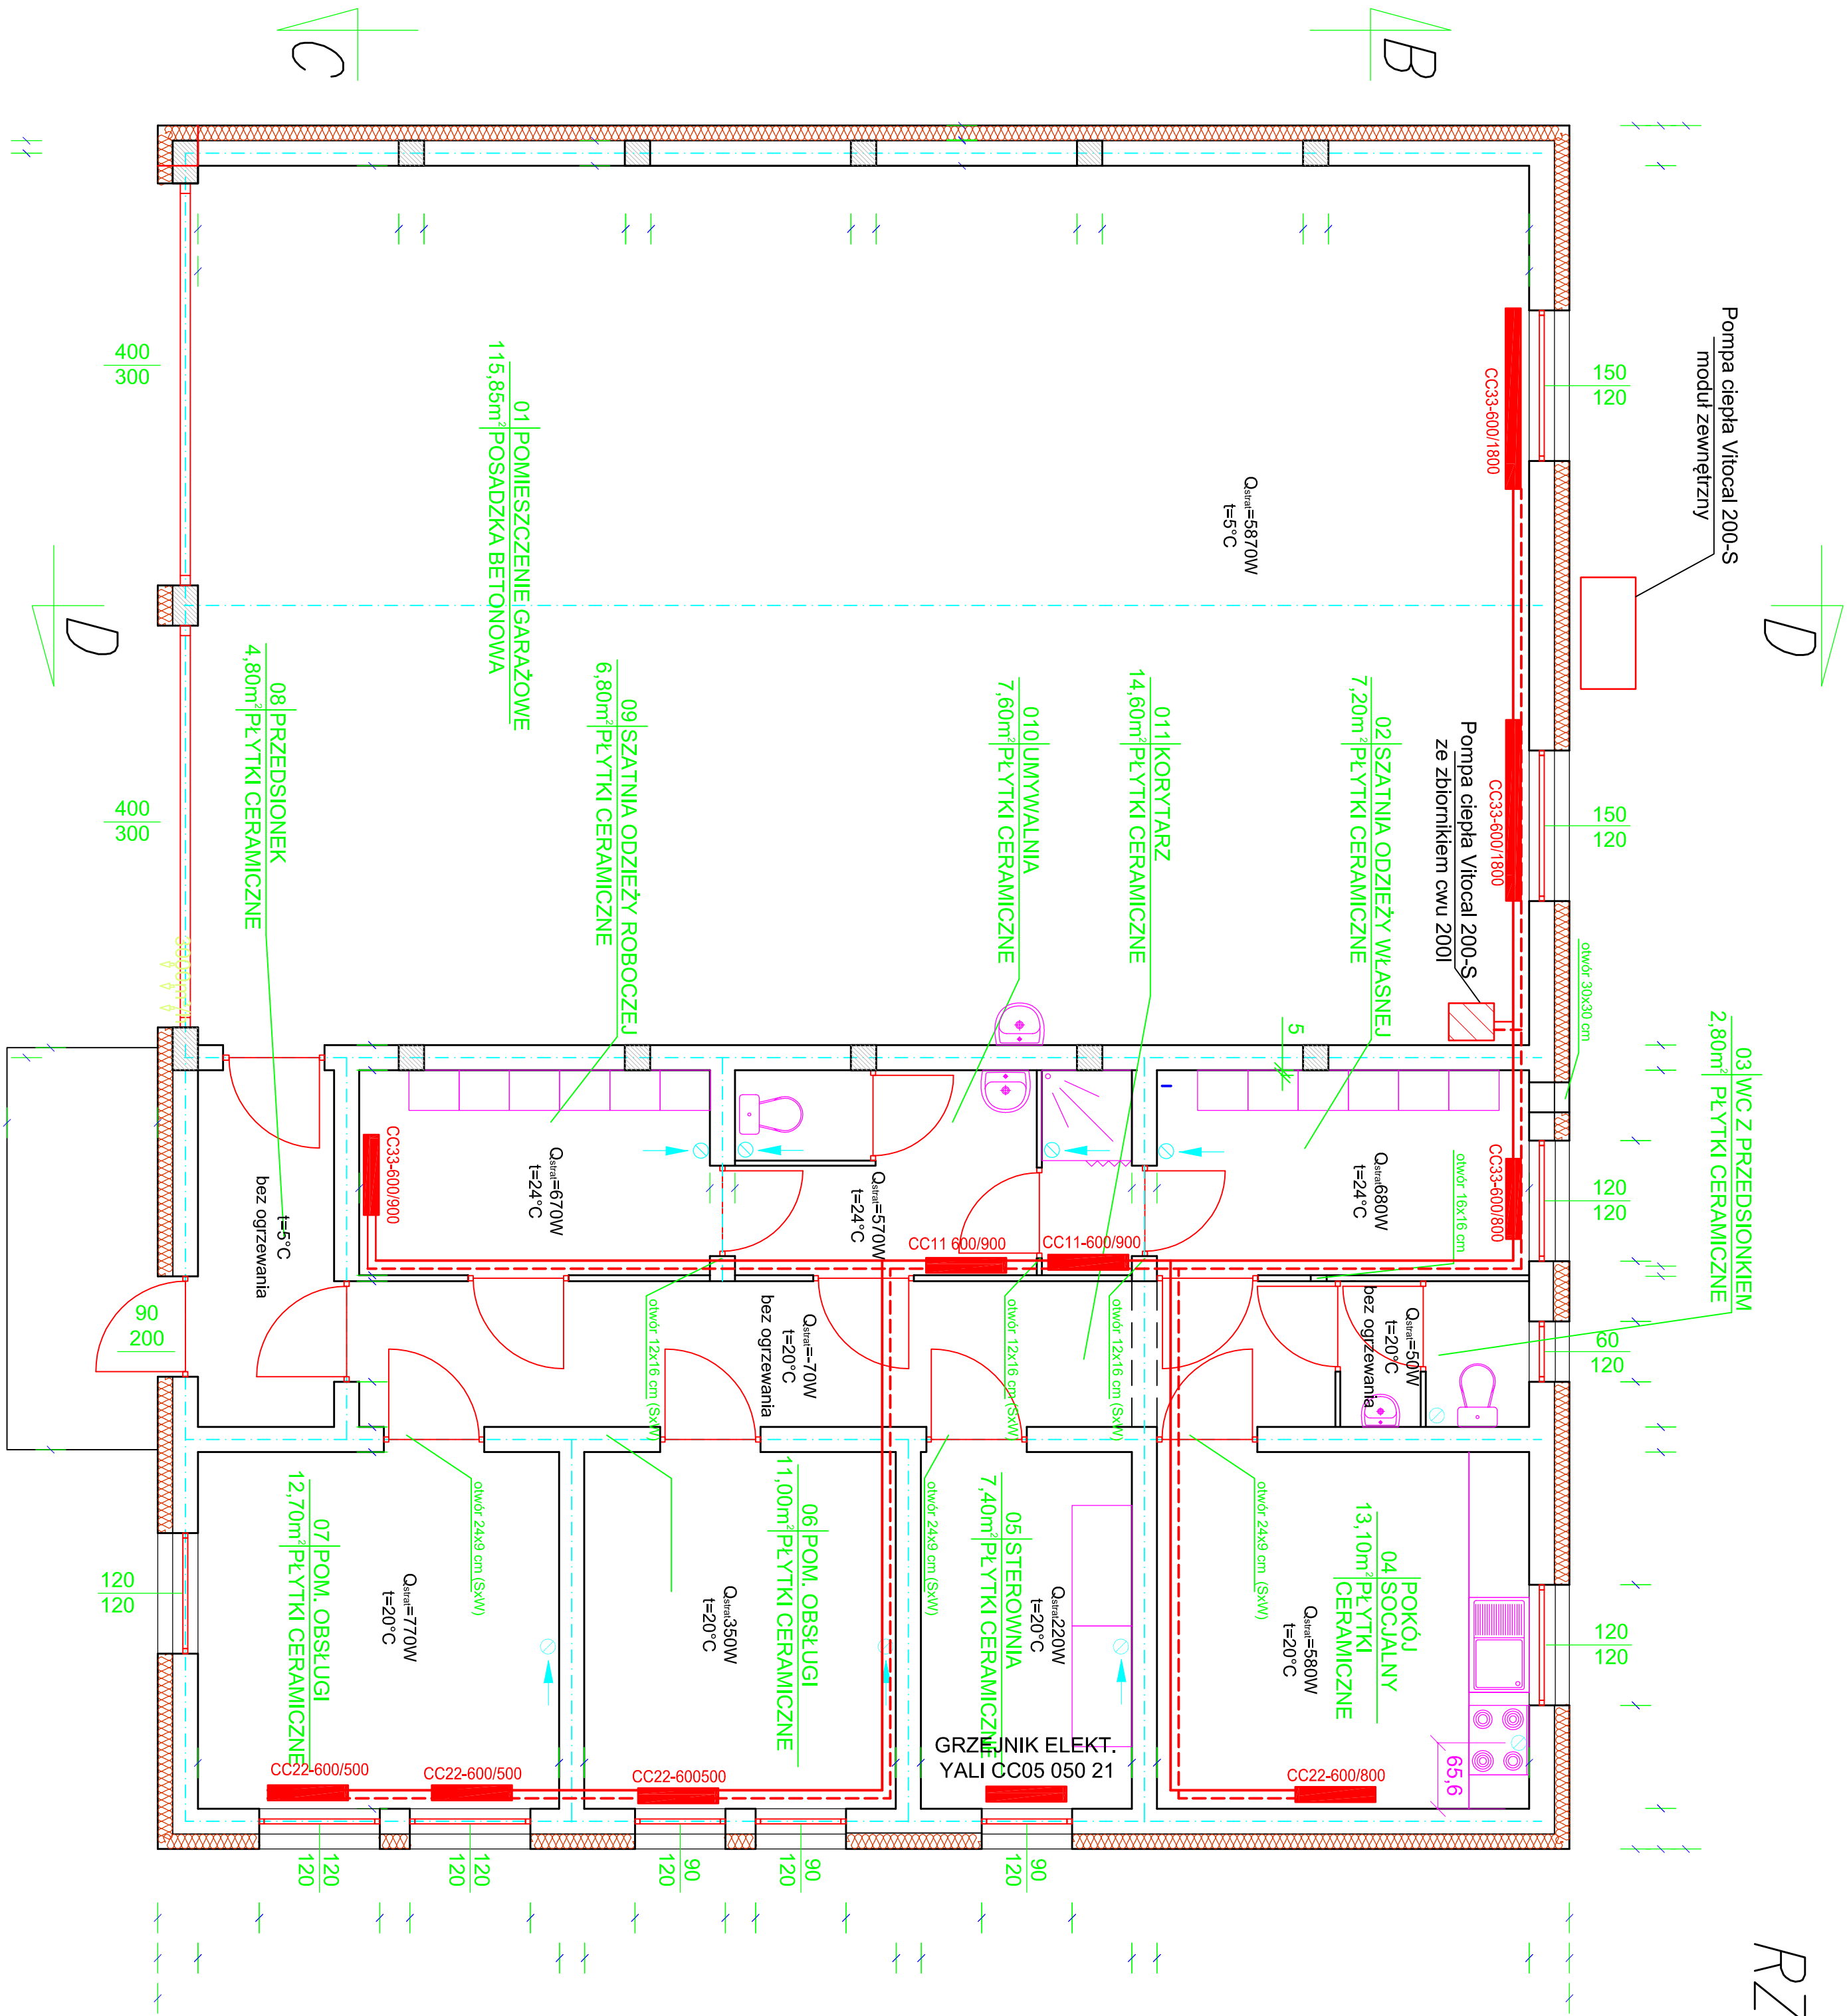 C
B
D
D
RZ
Pompa ciepła Vitocal 200-S
moduł zewnętrzny
Pompa ciepła Vitocal 200-S
ze zbiornikiem cwu 200l
150
120
150
120
120
120
60
120
120
120
otwór 30x30 cm
03 WC Z PRZEDSIONKIEM
2,80m² PŁYTKI CERAMICZNE
CC33-600/1800
CC33-600/1800
CC33-600/800
Qstrat=5870W
t=5°C
01 POMIESZCZENIE GARAŻOWE
115,85m² POSADZKA BETONOWA
02 SZATNIA ODZIEŻY WŁASNEJ
7,20m² PŁYTKI CERAMICZNE
011 KORYTARZ
14,60m² PŁYTKI CERAMICZNE
010 UMYWALNIA
7,60m² PŁYTKI CERAMICZNE
09 SZATNIA ODZIEŻY ROBOCZEJ
6,80m² PŁYTKI CERAMICZNE
08 PRZEDSIONEK
4,80m² PŁYTKI CERAMICZNE
400
300
400
300
5
Qstrat680W
t=24°C
otwór 16x16 cm
Qstrat=570W
t=24°C
Qstrat=670W
t=24°C
CC33-600/900
CC11 600/900
CC11-600/900
t=5°C
bez ogrzewania
90
200
Qstrat=50W
t=20°C
bez ogrzewania
Qstrat=-70W
t=20°C
bez ogrzewania
otwór 12x16 cm (SxW)
otwór 12x16 cm (SxW)
otwór 12x16 cm (SxW)
otwór 24x9 cm (SxW)
otwór 24x9 cm (SxW)
otwór 24x9 cm (SxW)
POKÓJ
04 SOCJALNY
13,10m² PŁYTKI
CERAMICZNE
Qstrat=580W
t=20°C
05 STEROWNIA
7,40m² PŁYTKI CERAMICZNE
Qstrat220W
t=20°C
06 POM. OBSŁUGI
11,00m² PŁYTKI CERAMICZNE
Qstrat350W
t=20°C
07 POM. OBSŁUGI
12,70m² PŁYTKI CERAMICZNE
Qstrat=770W
t=20°C
120
120
GRZEJNIK ELEKT.
YALI CC05 050 21
65,6
CC22-600/500
CC22-600/500
CC22-600500
CC22-600/800
120
120
120
120
90
120
90
120
90
120